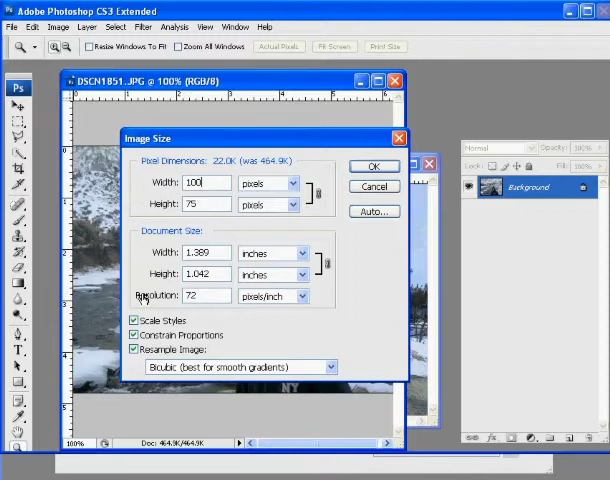 Adobe Photoshop CS3 Extended
File Edit Image Layer Select Filter Analysis View Window Help
Resize Windows To Fit Zoom All Windows Actual Pixels Fit Screen Print Size
Ps
DSCN1851.JPG @ 100% (RGB/8)
Image Size
Pixel Dimensions: 22.0K (was 464.9K)
Width: 100 pixels
Height: 75 pixels
Document Size:
Width: 1.389 inches
Height: 1.042 inches
Resolution: 72 pixels/inch
Scale Styles
Constrain Proportions
Resample Image:
Bicubic (best for smooth gradients)
OK
Cancel
Auto...
Normal Opacity: 100%
Lock: Fill: 100%
Background
NY
100% Doc: 464.9K/464.9K